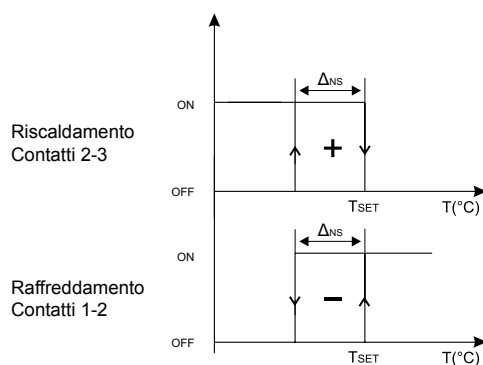 ΔNS
ON
Riscaldamento
Contatti 2-3
+
OFF
TSET T(°C)
ΔNS
ON
Raffreddamento
Contatti 1-2
−
OFF
TSET T(°C)